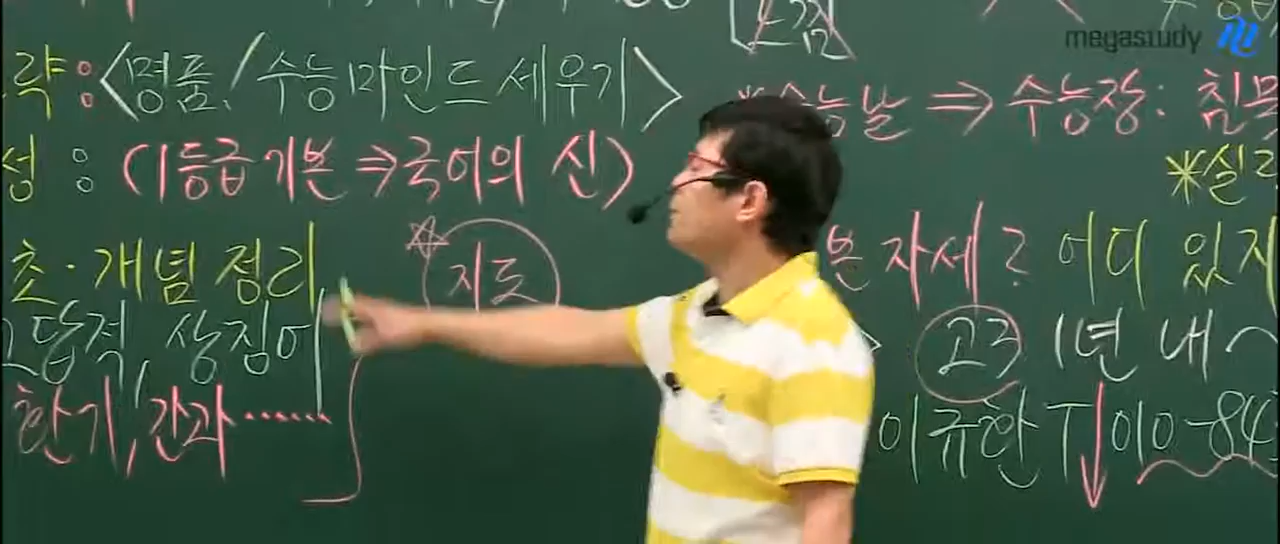 megastudy
략:<명품/수능마인드 세우기>
수능날 ⇒ 수능장: 침묵
성 : (1등급 기본 ⇒ 국어의 신)
*실
초·개념 정리
지도
본 자세? 어디 있지
답적, 상징어
고3 1년 내~
한기, 간과 ......
이규한 T 010-84